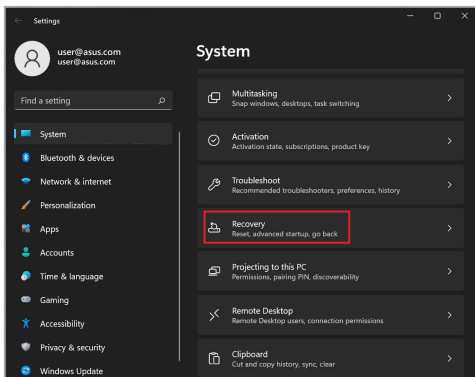 Settings
user@asus.com
user@asus.com
Find a setting
System
Bluetooth & devices
Network & internet
Personalization
Apps
Accounts
Time & language
Gaming
Accessibility
Privacy & security
Windows Update
System
Multitasking
Snap windows, desktops, task switching
Activation
Activation state, subscriptions, product key
Troubleshoot
Recommended troubleshooters, preferences, history
Recovery
Reset, advanced startup, go back
Projecting to this PC
Permissions, pairing PIN, discoverability
Remote Desktop
Remote Desktop users, connection permissions
Clipboard
Cut and copy history, sync, clear